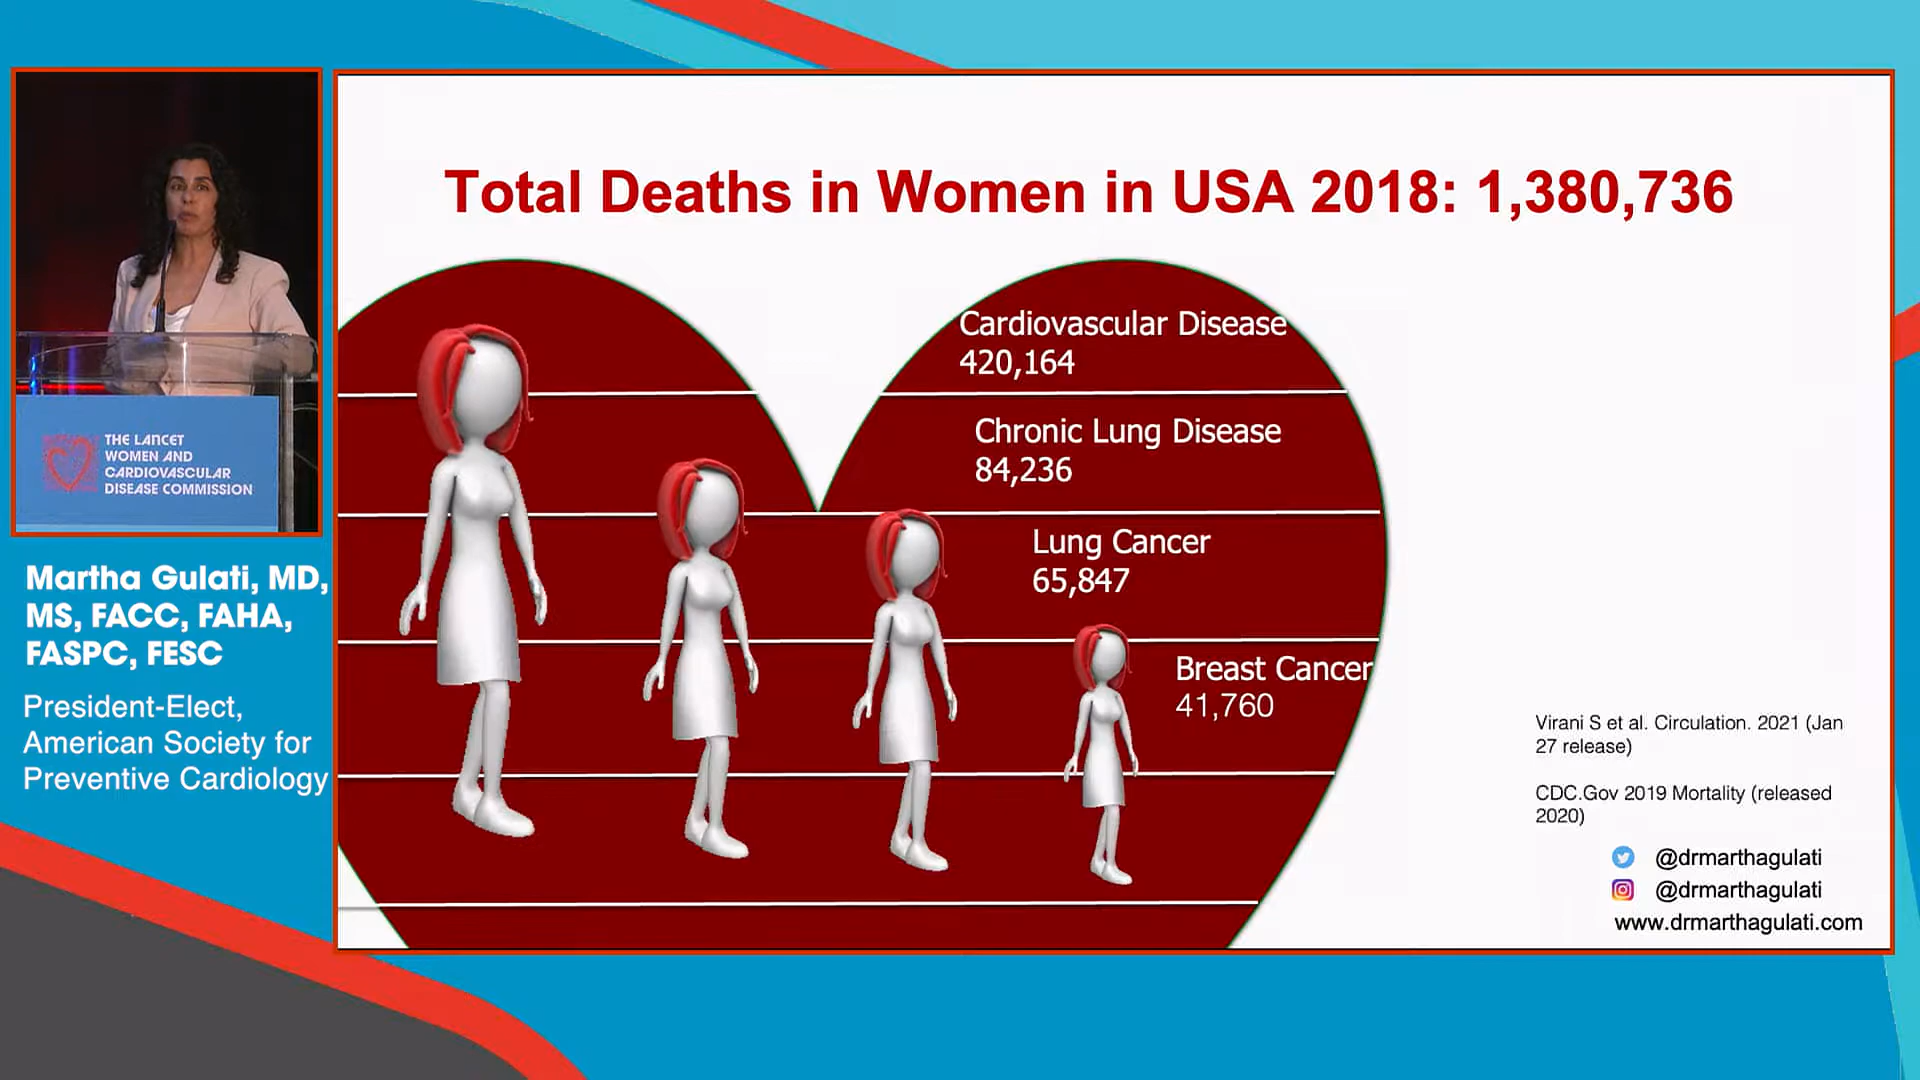 Total Deaths in Women in USA 2018: 1,380,736
Cardiovascular Disease
420,164
Chronic Lung Disease
84,236
Lung Cancer
65,847
Breast Cancer
41,760
Virani S et al. Circulation. 2021 (Jan
27 release)
CDC.Gov 2019 Mortality (released
2020)
@drmarthagulati
@drmarthagulati
www.drmarthagulati.com
THE LANCET
WOMEN AND
CARDIOVASCULAR
DISEASE COMMISSION
Martha Gulati, MD,
MS, FACC, FAHA,
FASPC, FESC
President-Elect,
American Society for
Preventive Cardiology